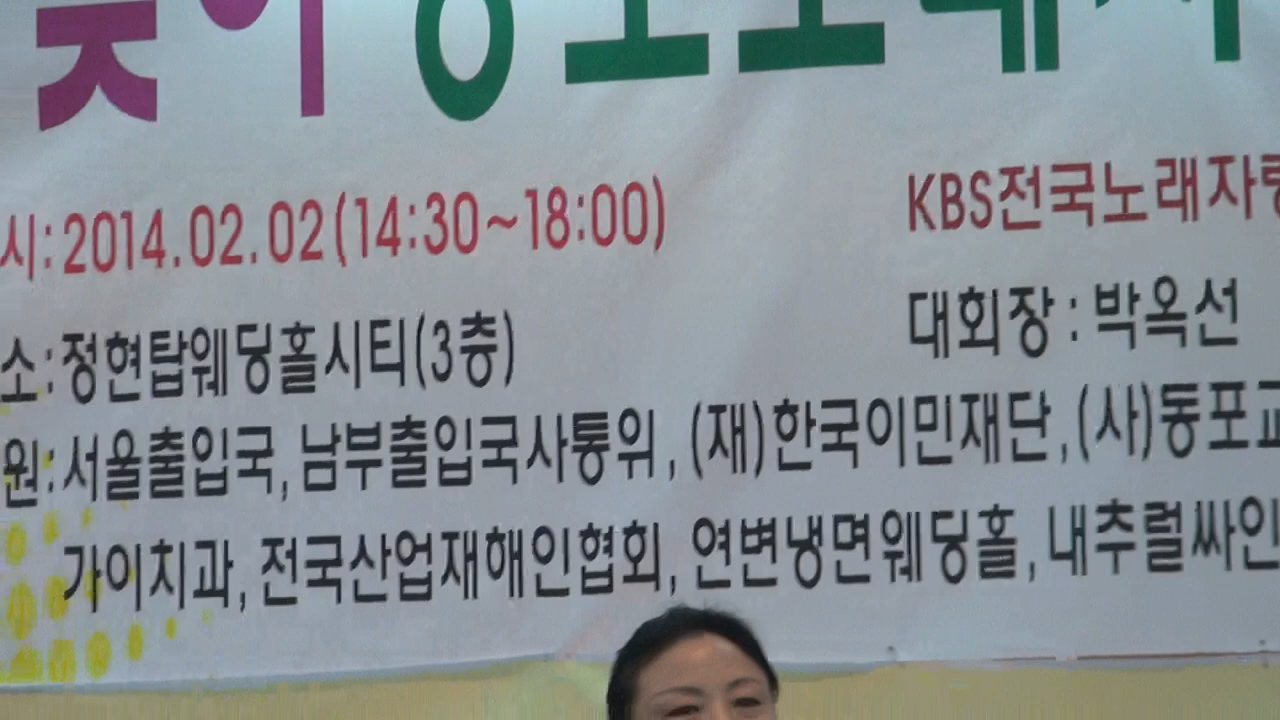 시:2014.02.02(14:30~18:00) KBS전국노래자
소:정현탑웨딩홀시티(3층) 대회장:박옥선
원:서울출입국, 남부출입국사통위, (재)한국이민재단, (사)동포교
가이치과, 전국산업재해인협회, 연변냉면웨딩홀, 내추럴싸인